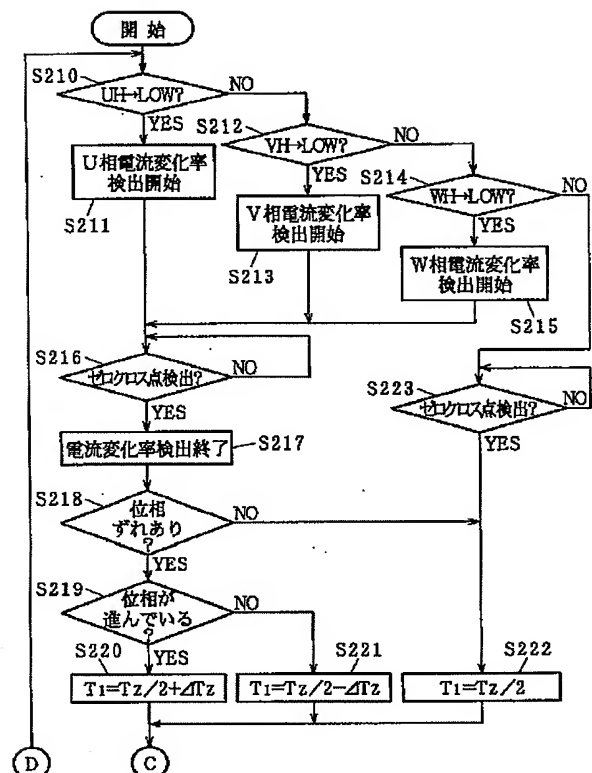 開始
S210
UH→LOW?
NO
YES
S212
VH→LOW?
NO
YES
S214
WH→LOW?
NO
YES
U相電流変化率
検出開始
S211
V相電流変化率
検出開始
S213
W相電流変化率
検出開始
S215
S216
ゼロクロス点検出?
NO
YES
S223
ゼロクロス点検出?
NO
YES
電流変化率検出終了
S217
S218
位相
ずれあり
?
NO
YES
S219
位相が
進んでいる
?
NO
YES
S220
T1=Tz/2+⊿Tz
S221
T1=Tz/2-⊿Tz
S222
T1=Tz/2
D
C